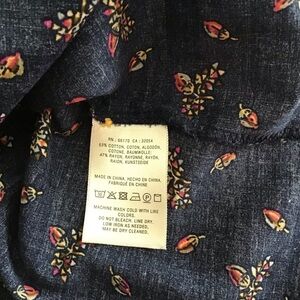 RN : 66170 CA : 32054
53% COTTON, COTON, ALGODÓN,
COTONE, BAUMWOLLE:
47% RAYON, RAYONNE, RAYÓN,
RAION, KUNSTSEIDE
MADE IN CHINA, HECHO EN CHINA,
FABRIQUÉ EN CHINE
MACHINE WASH COLD WITH LIKE
COLORS.
DO NOT BLEACH. LINE DRY.
LOW IRON AS NEEDED.
MAY BE DRY CLEANED.